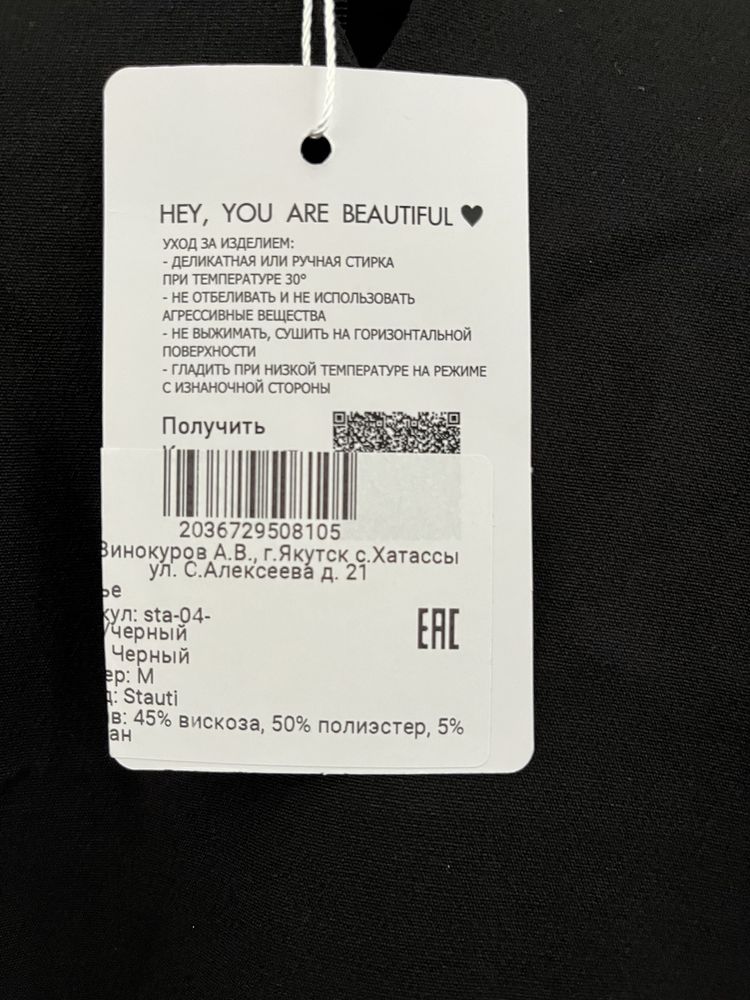 HEY, YOU ARE BEAUTIFUL ♥
УХОД ЗА ИЗДЕЛИЕМ:
- ДЕЛИКАТНАЯ ИЛИ РУЧНАЯ СТИРКА
ПРИ ТЕМПЕРАТУРЕ 30°
- НЕ ОТБЕЛИВАТЬ И НЕ ИСПОЛЬЗОВАТЬ
АГРЕССИВНЫЕ ВЕЩЕСТВА
- НЕ ВЫЖИМАТЬ, СУШИТЬ НА ГОРИЗОНТАЛЬНОЙ
ПОВЕРХНОСТИ
- ГЛАДИТЬ ПРИ НИЗКОЙ ТЕМПЕРАТУРЕ НА РЕЖИМЕ
С ИЗНАНОЧНОЙ СТОРОНЫ
Получить
2036729508105
Винокуров А.В., г.Якутск с.Хатассы
ул. С.Алексеева д. 21
ье
кул: sta-04-
/черный
Черный
ер: M
д: Stauti
в: 45% вискоза, 50% полиэстер, 5%
ан
EAC